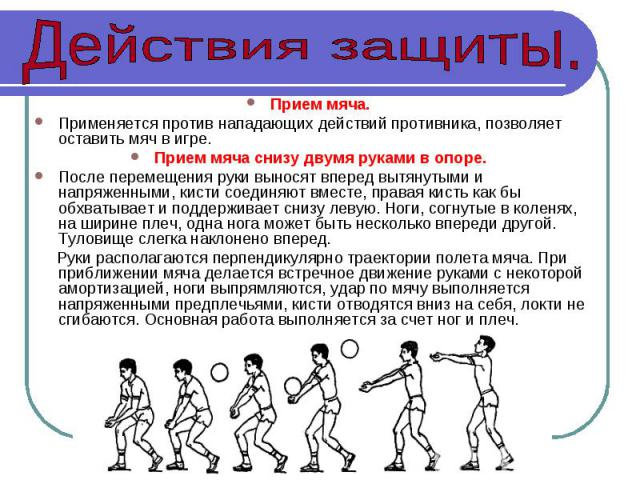 Действия защиты.
Прием мяча.
Применяется против нападающих действий противника, позволяет
оставить мяч в игре.
Прием мяча снизу двумя руками в опоре.
После перемещения руки выносят вперед вытянутыми и
напряженными, кисти соединяют вместе, правая кисть как бы
обхватывает и поддерживает снизу левую. Ноги, согнутые в коленях,
на ширине плеч, одна нога может быть несколько впереди другой.
Туловище слегка наклонено вперед.
Руки располагаются перпендикулярно траектории полета мяча. При
приближении мяча делается встречное движение руками с некоторой
амортизацией, ноги выпрямляются, удар по мячу выполняется
напряженными предплечьями, кисти отводятся вниз на себя, локти не
сгибаются. Основная работа выполняется за счет ног и плеч.